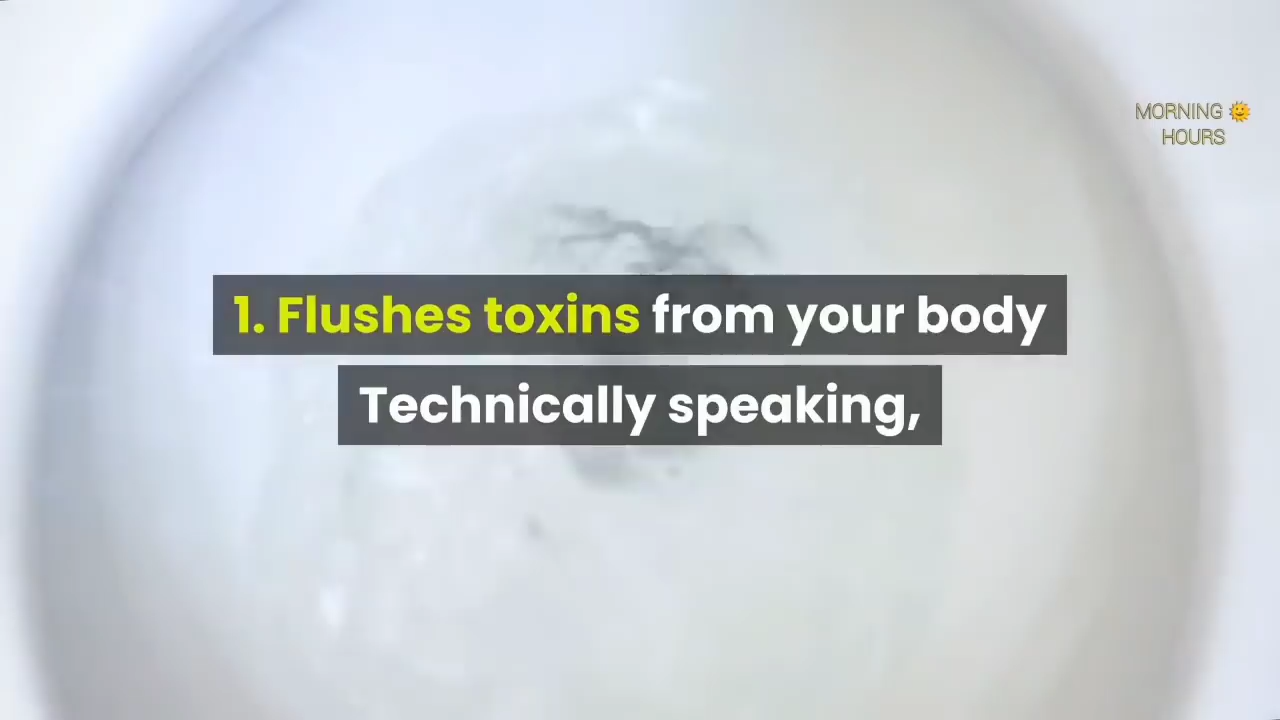 MORNING 🌞
HOURS
1. Flushes toxins from your body
Technically speaking,